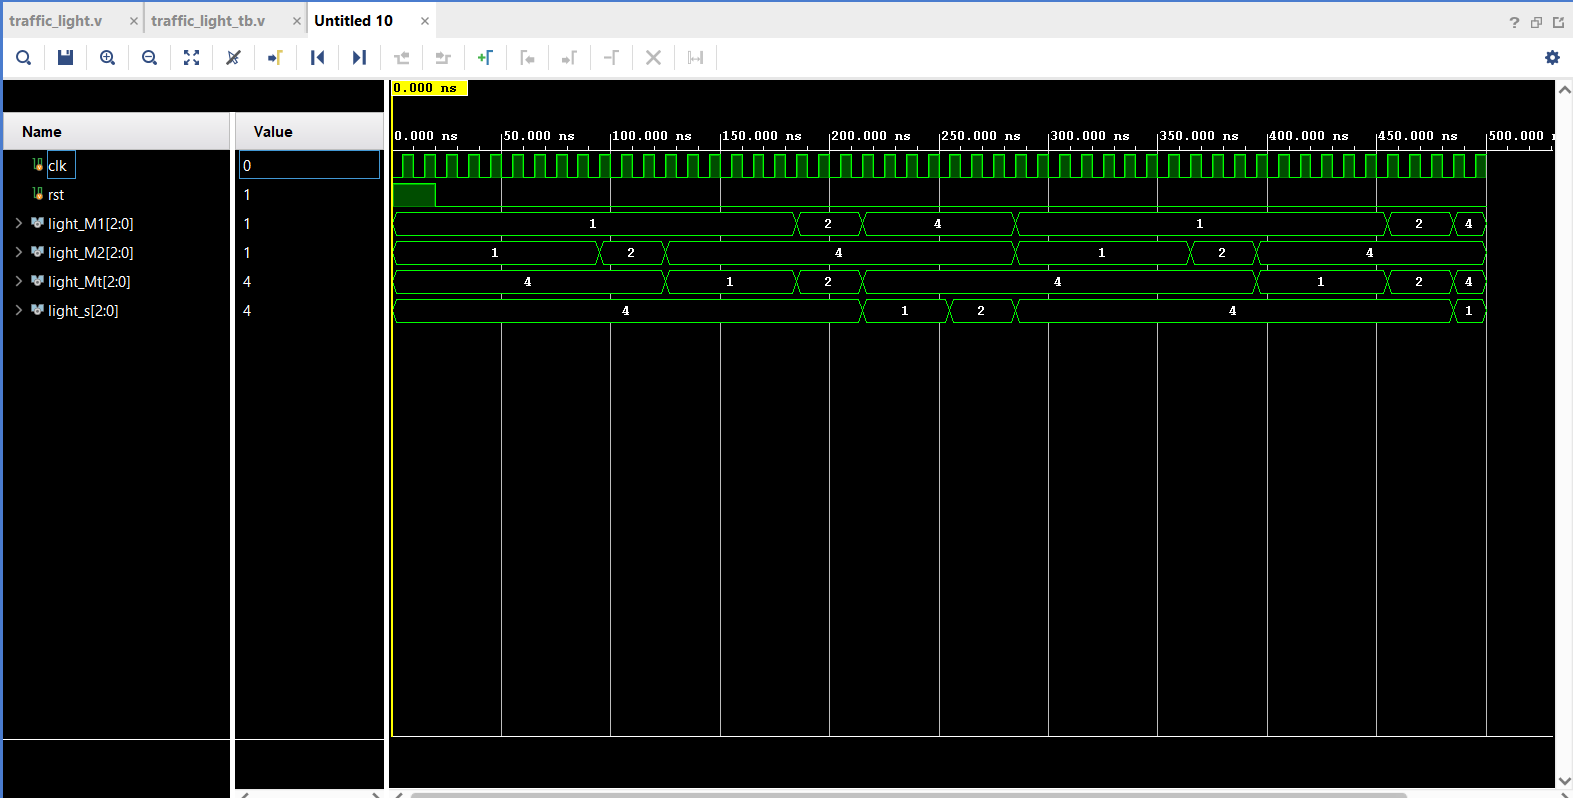 traffic_light.v × traffic_light_tb.v × Untitled 10 ×
?
0.000 ns
Name Value
0.000 ns 50.000 ns 100.000 ns 150.000 ns 200.000 ns 250.000 ns 300.000 ns 350.000 ns 400.000 ns 450.000 ns 500.000 n
clk 0
rst 1
light_M1[2:0] 1 1 2 4 1 2 4
light_M2[2:0] 1 1 2 4 1 2 4
light_Mt[2:0] 4 4 1 2 4 1 2 4
light_s[2:0] 4 4 1 2 4 1